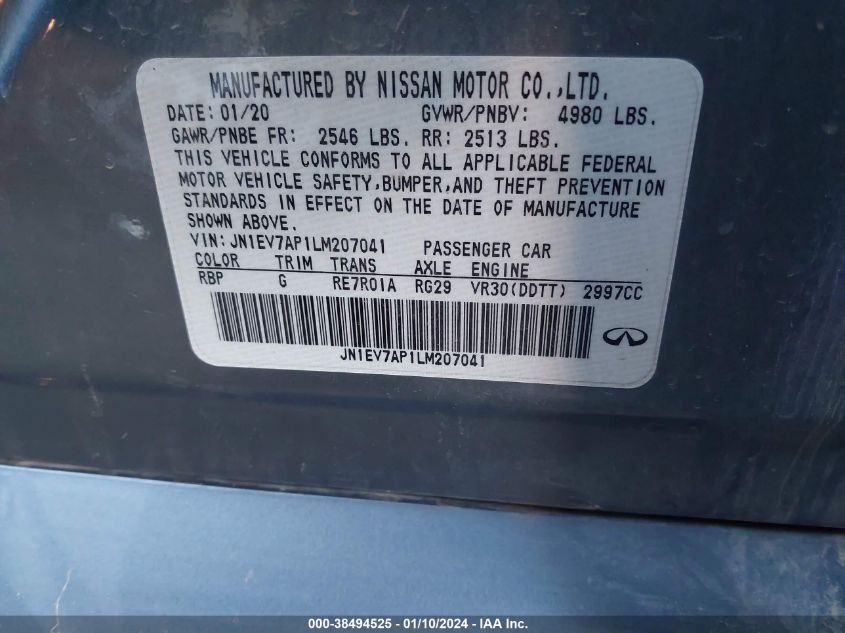 MANUFACTURED BY NISSAN MOTOR CO.,LTD.
DATE: 01/20 GVWR/PNBV: 4980 LBS.
GAWR/PNBE FR: 2546 LBS. RR: 2513 LBS.
THIS VEHICLE CONFORMS TO ALL APPLICABLE FEDERAL
MOTOR VEHICLE SAFETY,BUMPER,AND THEFT PREVENTION
STANDARDS IN EFFECT ON THE DATE OF MANUFACTURE
SHOWN ABOVE.
VIN: JN1EV7AP1LM207041 PASSENGER CAR
COLOR TRIM TRANS AXLE ENGINE
RBP G RE7R01A RG29 VR30(DDTT) 2997CC
JN1EV7AP1LM207041
000-38494525 - 01/10/2024 - IAA Inc.